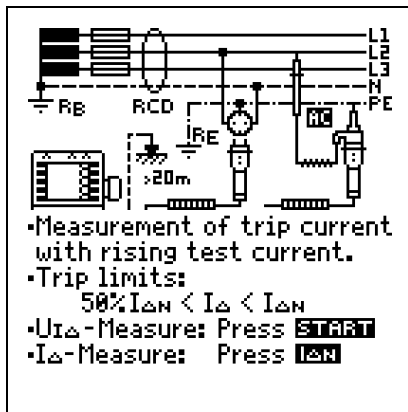 L1
L2
L3
N
PE
RB
RCD
RE
AC
>20m
•Measurement of trip current
with rising test current.
•Trip limits:
50%IΔN < IΔ < IΔN
•UIΔ-Measure: Press START
•IΔ-Measure: Press IΔN